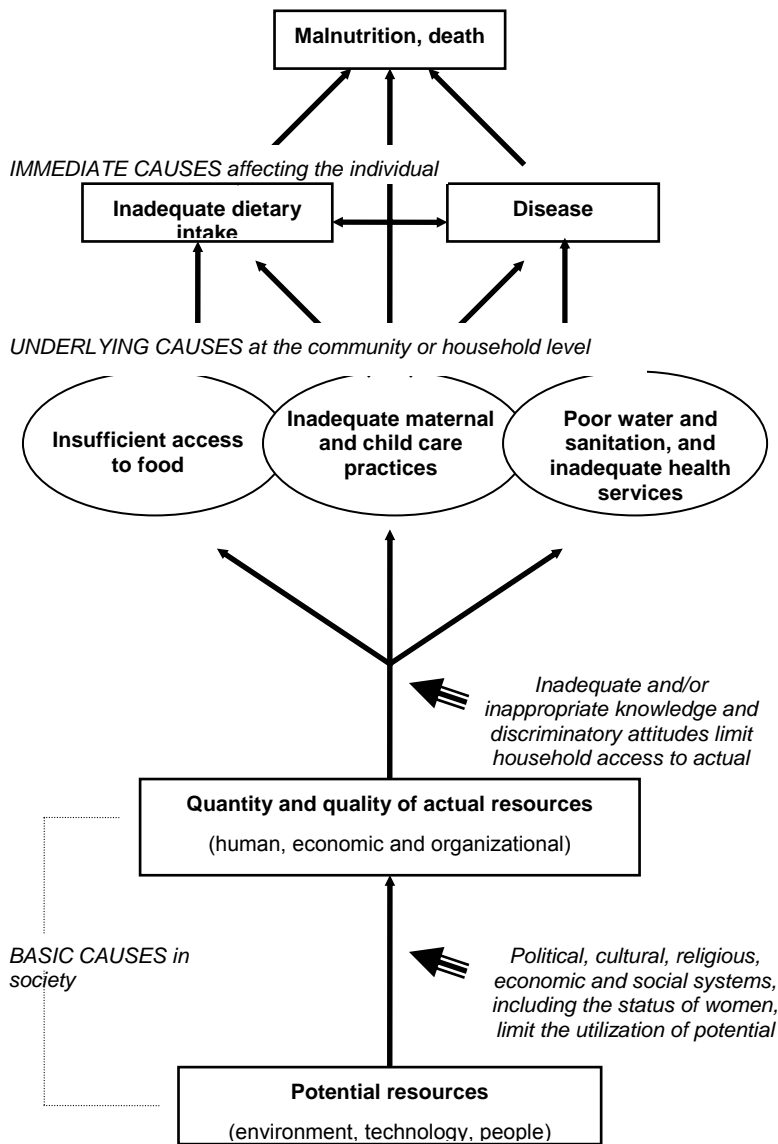 Malnutrition, death
IMMEDIATE CAUSES affecting the individual
Inadequate dietary
intake
Disease
UNDERLYING CAUSES at the community or household level
Insufficient access
to food
Inadequate maternal
and child care
practices
Poor water and
sanitation, and
inadequate health
services
Inadequate and/or
inappropriate knowledge and
discriminatory attitudes limit
household access to actual
Quantity and quality of actual resources
(human, economic and organizational)
BASIC CAUSES in
society
Political, cultural, religious,
economic and social systems,
including the status of women,
limit the utilization of potential
Potential resources
(environment, technology, people)